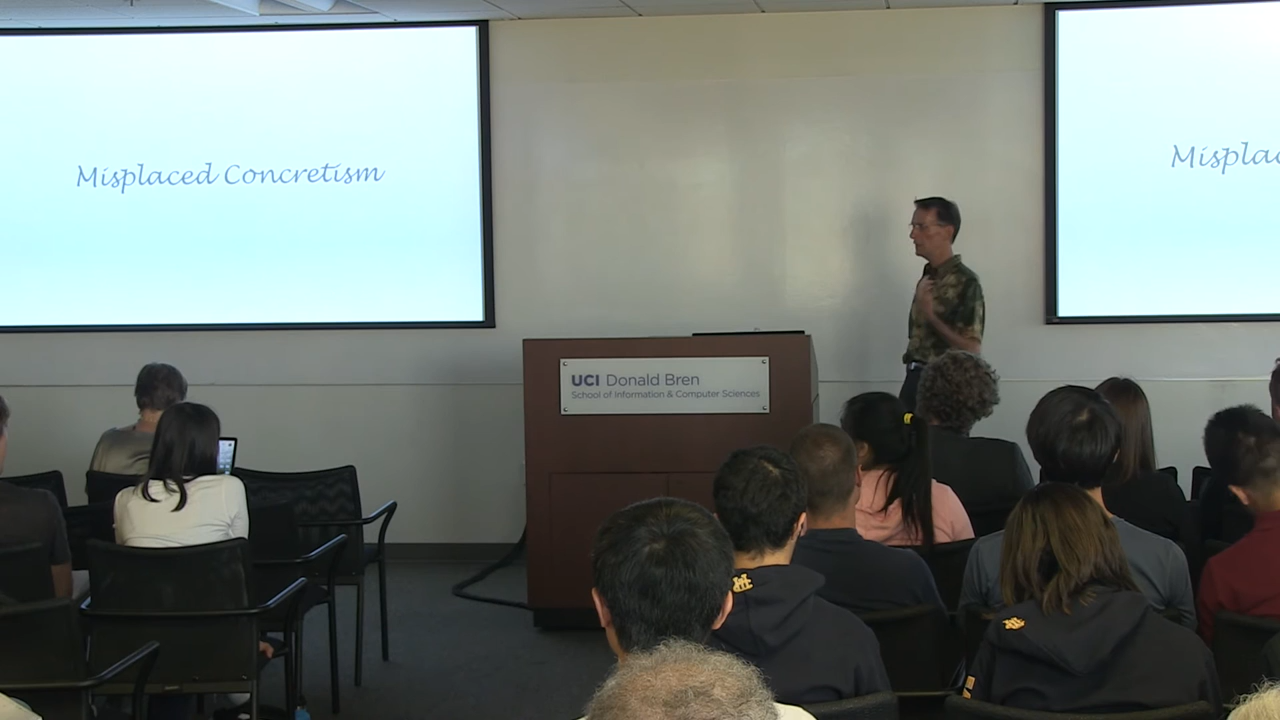 Misplaced Concretism
Misplac
UCI Donald Bren
School of Information & Computer Sciences